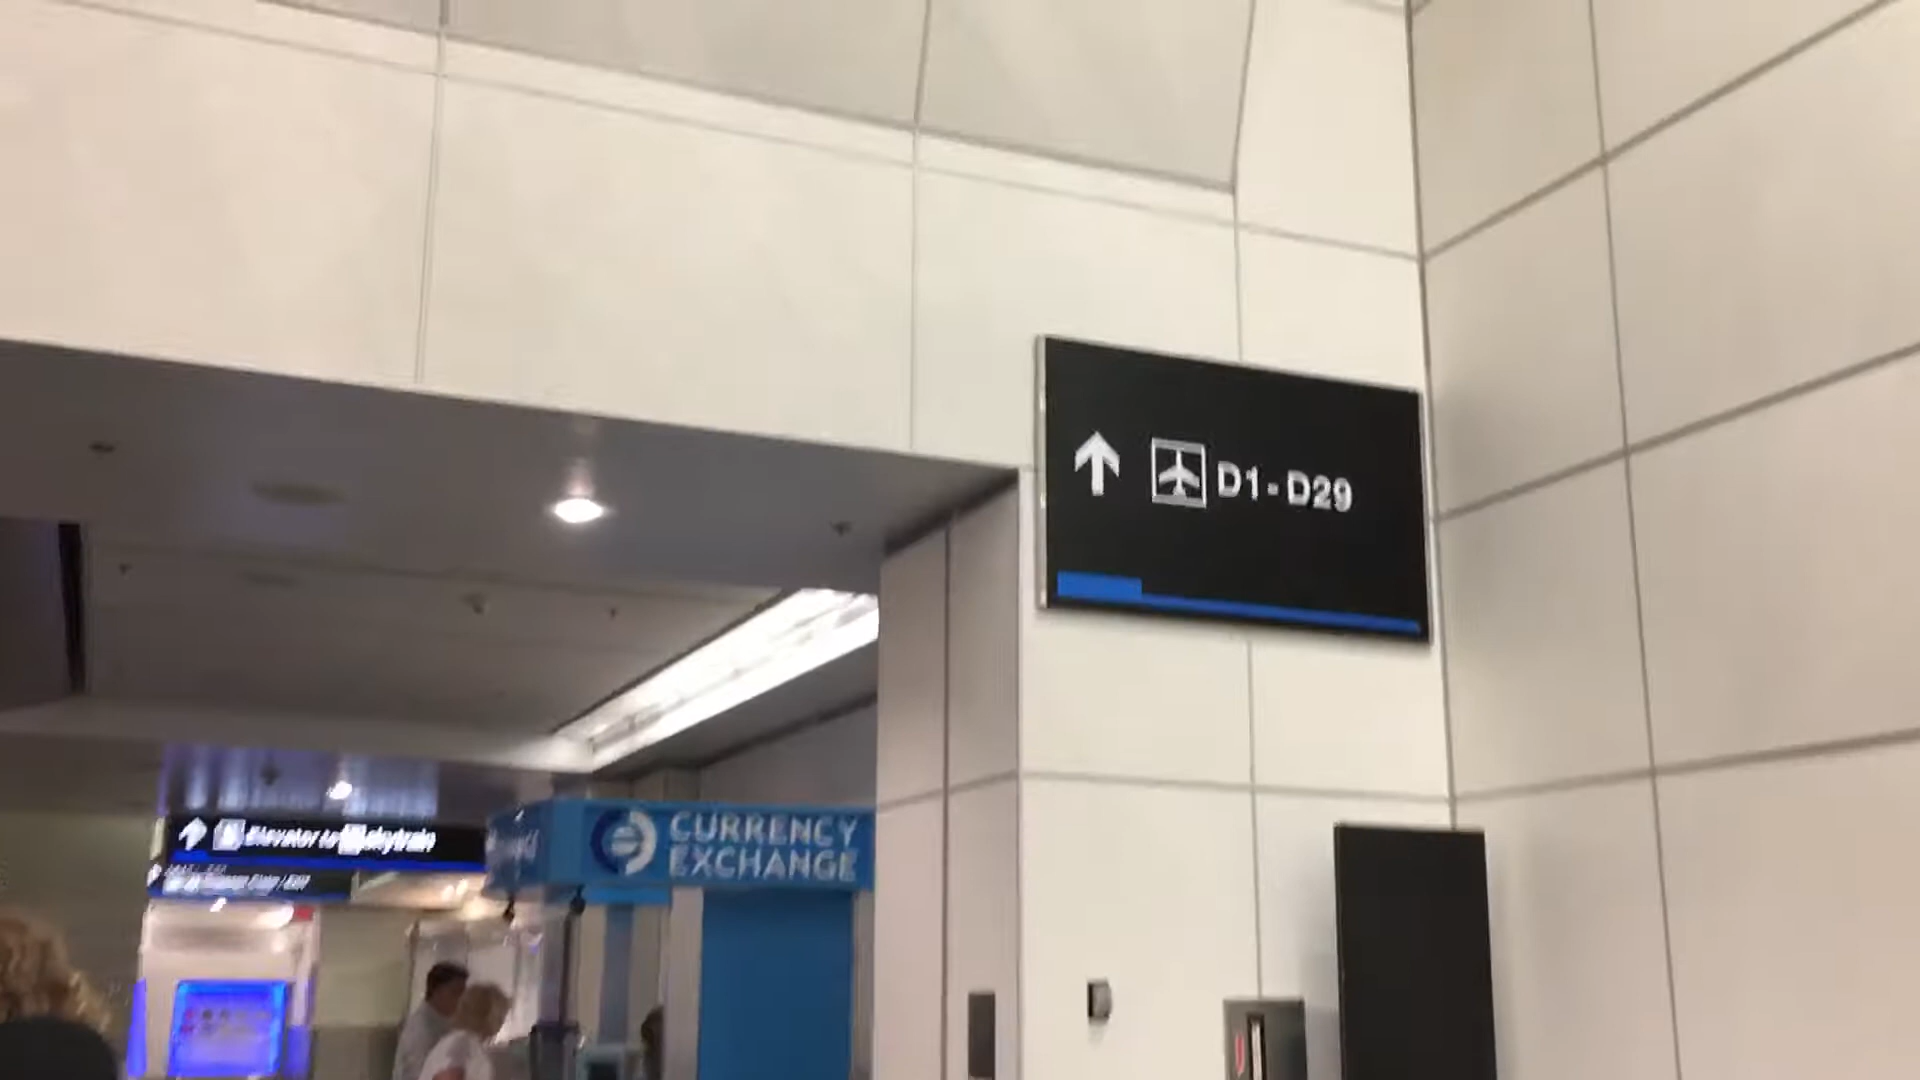 D1 - D29
Elevator to skytrain
CURRENCY
EXCHANGE